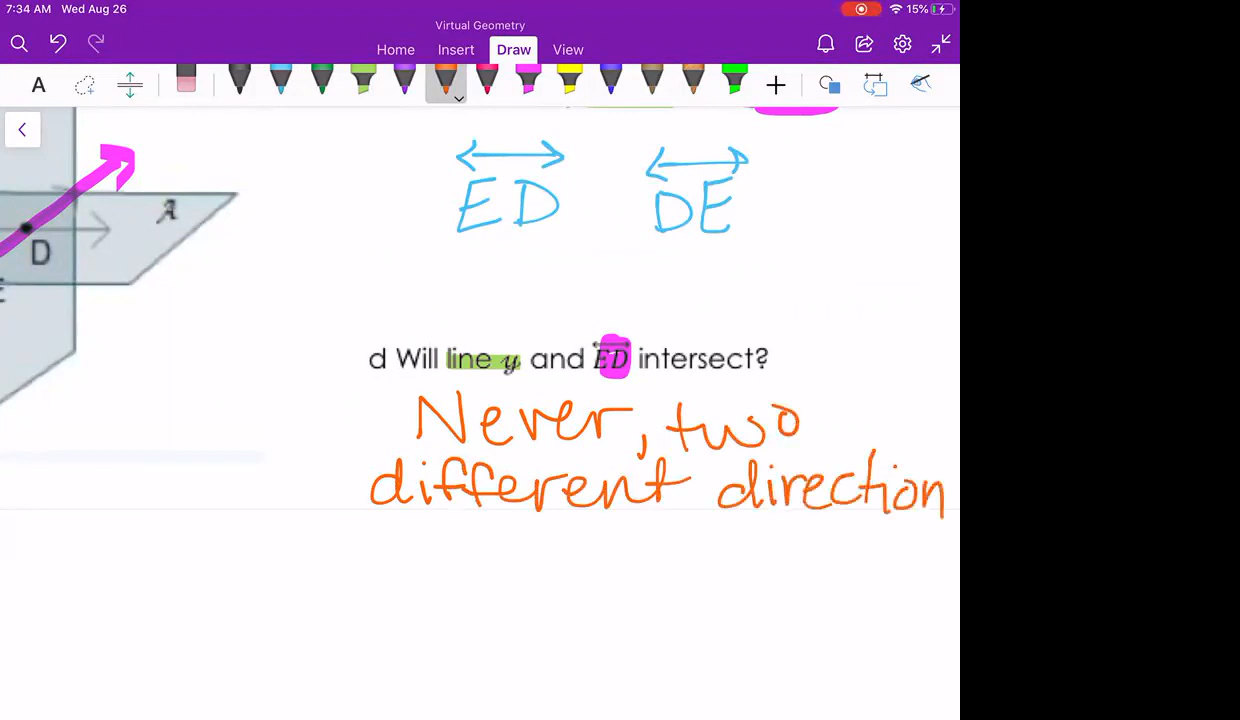 7:34 AM Wed Aug 26
15%
Virtual Geometry
Home Insert Draw View
A
ED DE
A
D
d Will line y and ED intersect?
Never, two
different direction